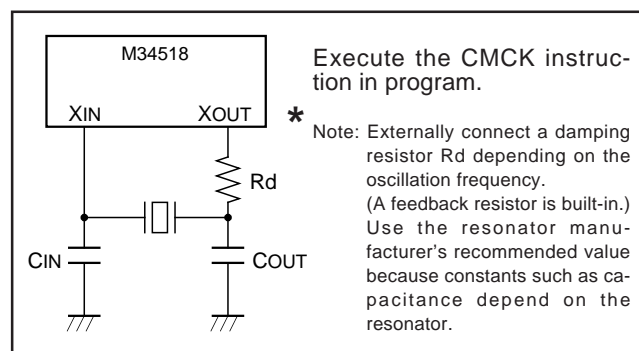 M34518
XIN
XOUT
Rd
CIN
COUT
Execute the CMCK instruc-
tion in program.
*
Note: Externally connect a damping
resistor Rd depending on the
oscillation frequency.
(A feedback resistor is built-in.)
Use the resonator manu-
facturer’s recommended value
because constants such as ca-
pacitance depend on the
resonator.